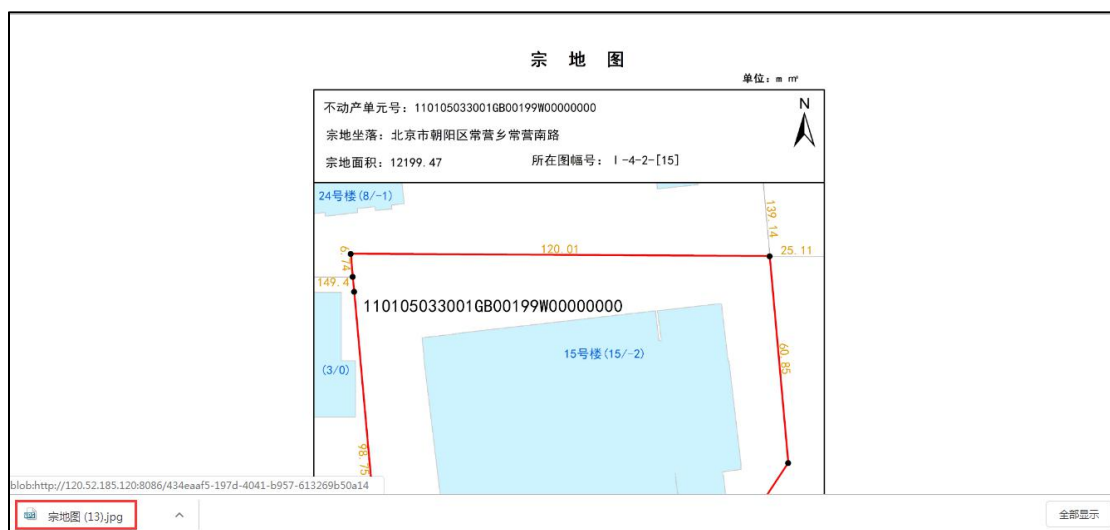 宗 地 图
单位：m ㎡
不动产单元号：110105033001GB00199W00000000
N
宗地坐落：北京市朝阳区常营乡常营南路
宗地面积：12199.47
所在图幅号：Ⅰ-4-2-[15]
24号楼(8/-1)
139.14
6.74
120.01
25.11
149.4
110105033001GB00199W00000000
15号楼(15/-2)
60.85
(3/0)
98.75
blob:http://120.52.185.120:8086/434eaaf5-197d-4041-b957-613269b50a14
宗地图 (13).jpg
全部显示